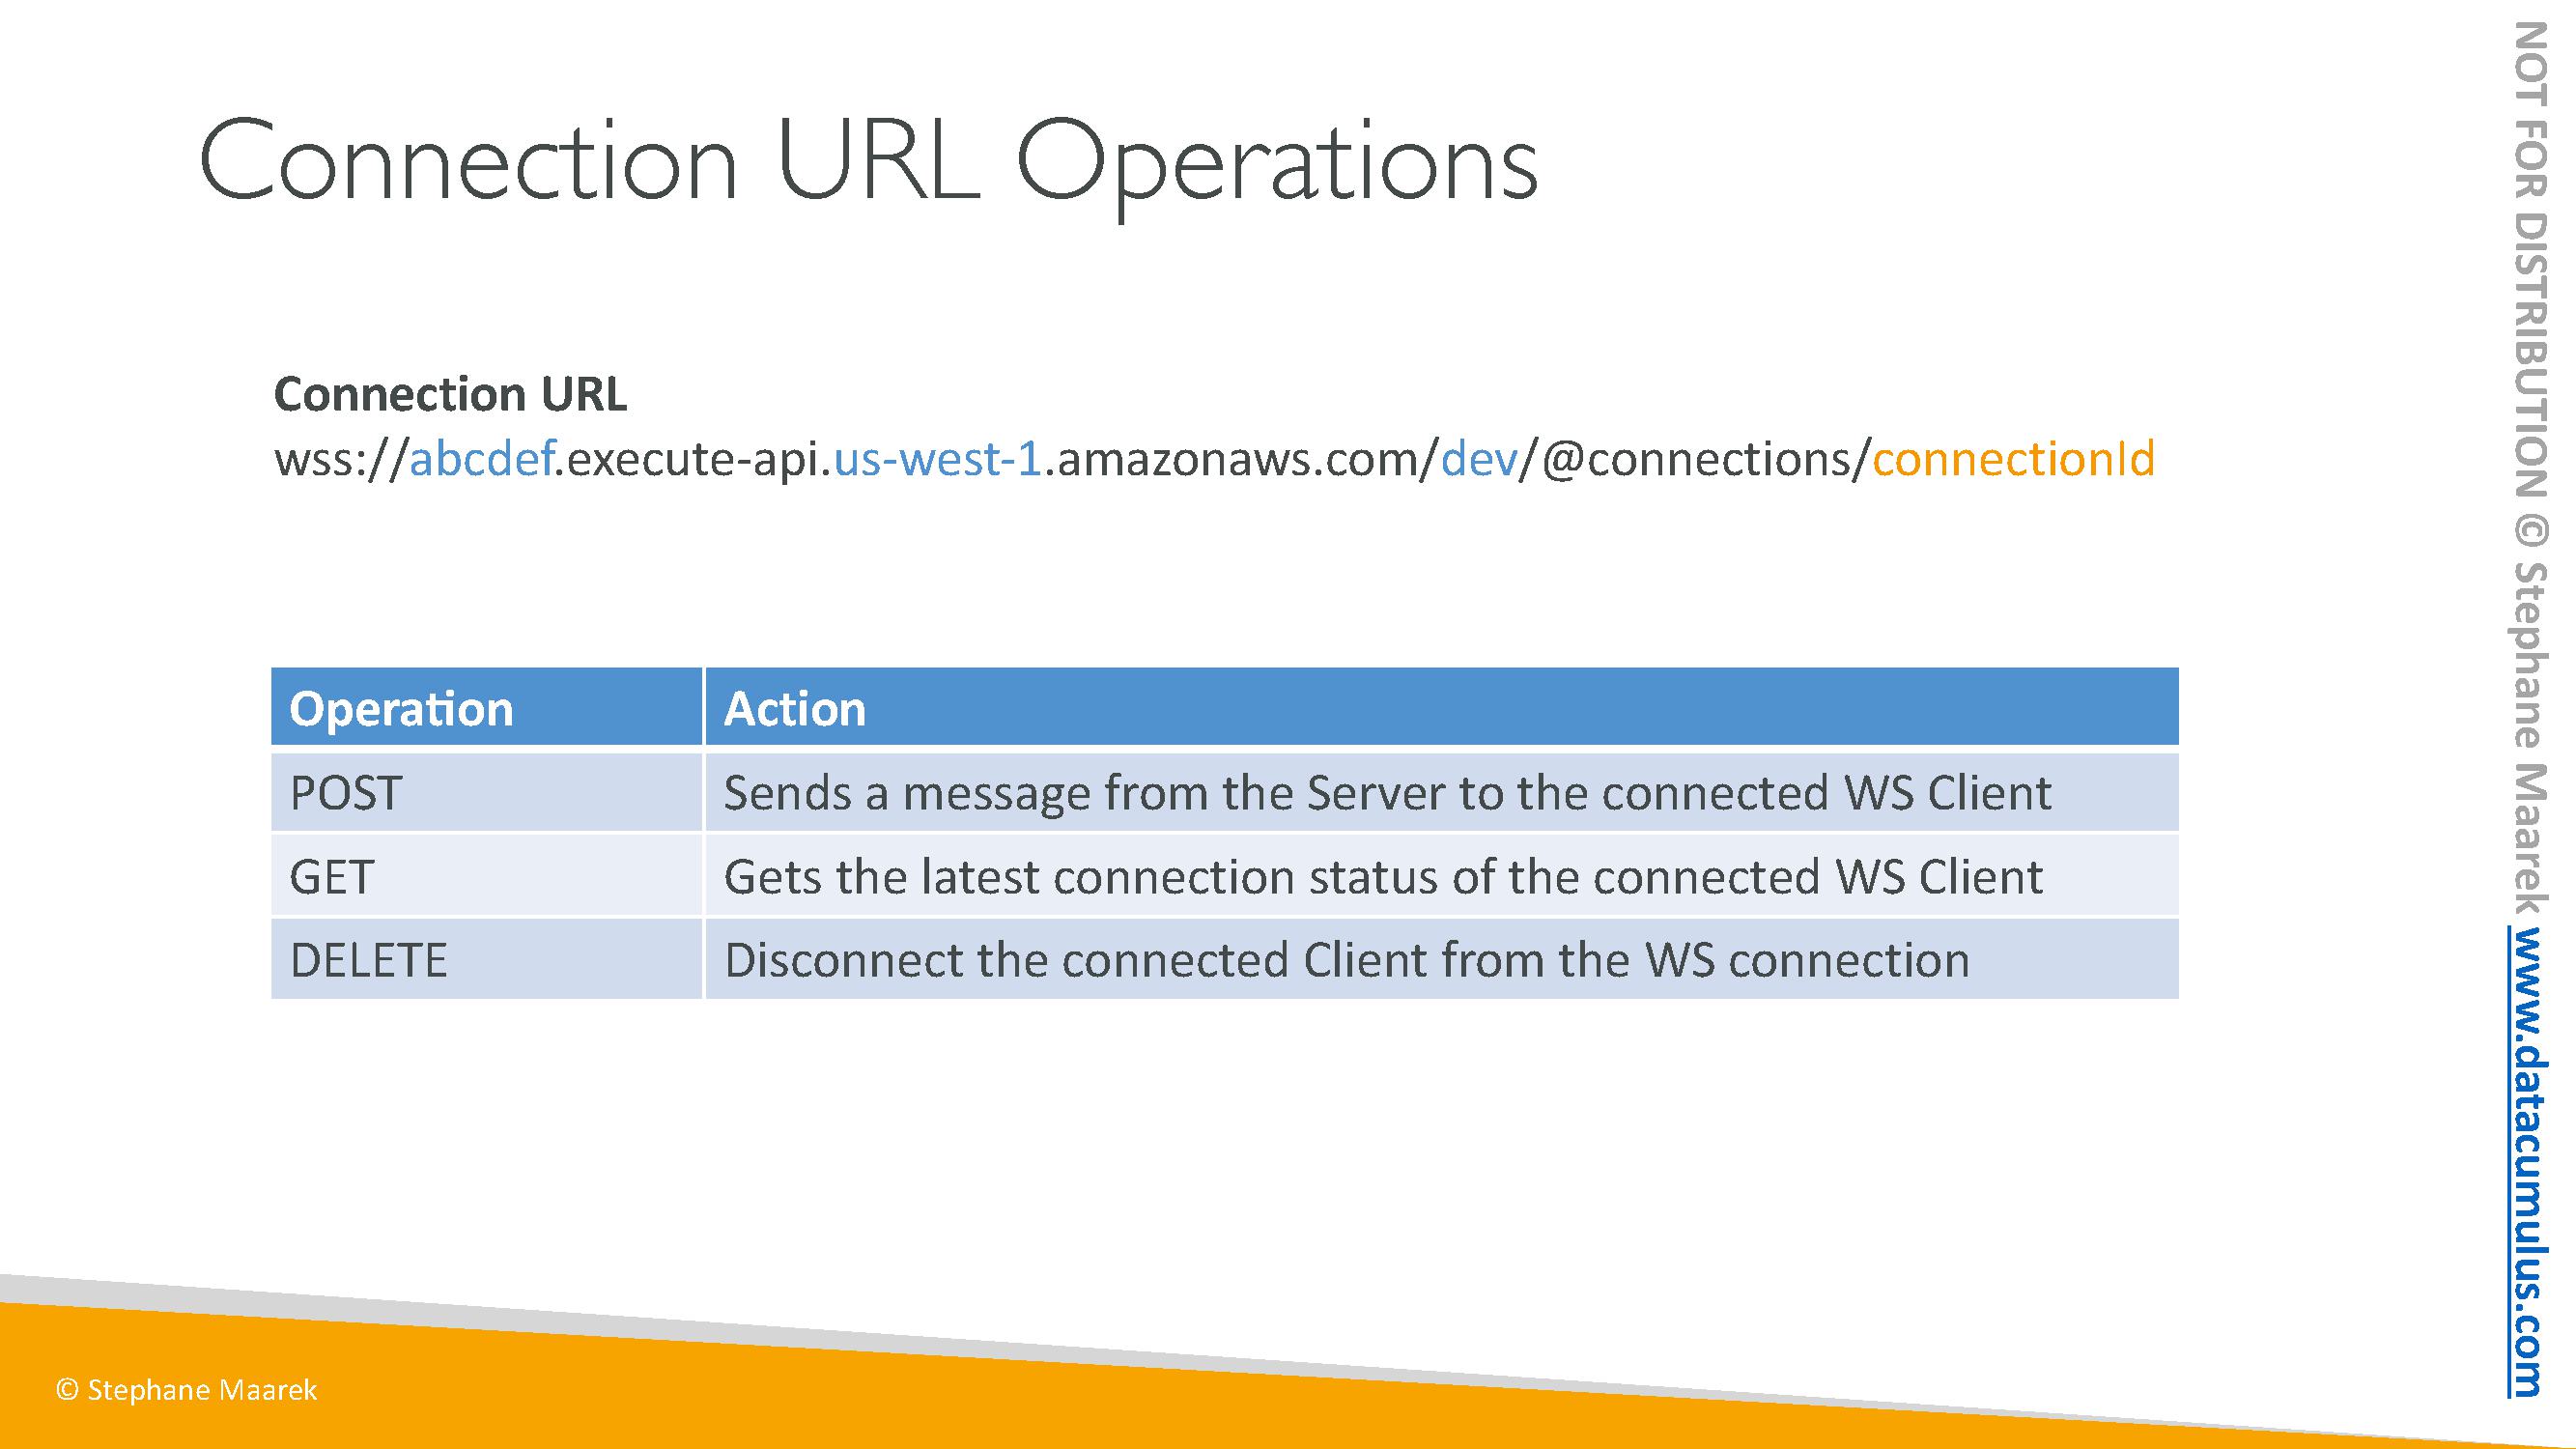 Connection URL Operations
Connection URL
wss://abcdef.execute-api.us-west-1.amazonaws.com/dev/@connections/connectionId
Operation Action
POST Sends a message from the Server to the connected WS Client
GET Gets the latest connection status of the connected WS Client
DELETE Disconnect the connected Client from the WS connection
© Stephane Maarek
NOT FOR DISTRIBUTION © Stephane Maarek www.datacumulus.com